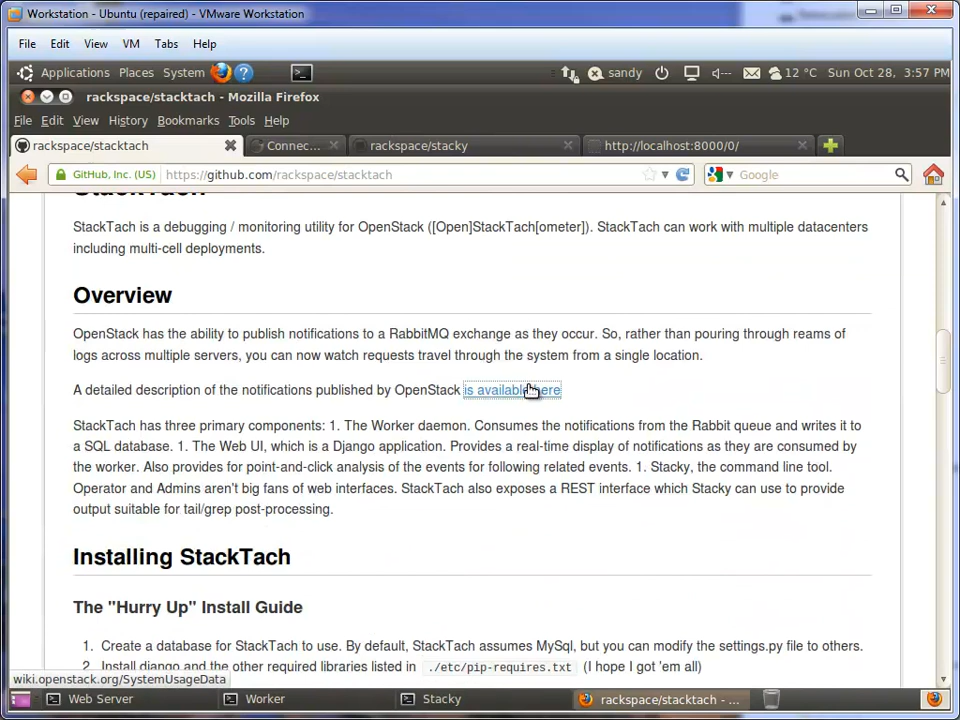 Workstation - Ubuntu (repaired) - VMware Workstation
File Edit View VM Tabs Help
Applications Places System sandy 12 °C Sun Oct 28, 3:57 PM
rackspace/stacktach - Mozilla Firefox
File Edit View History Bookmarks Tools Help
rackspace/stacktach Connec... rackspace/stacky http://localhost:8000/0/
GitHub, Inc. (US) https://github.com/rackspace/stacktach Google
StackTach
StackTach is a debugging / monitoring utility for OpenStack ([Open]StackTach[ometer]). StackTach can work with multiple datacenters
including multi-cell deployments.
Overview
OpenStack has the ability to publish notifications to a RabbitMQ exchange as they occur. So, rather than pouring through reams of
logs across multiple servers, you can now watch requests travel through the system from a single location.
A detailed description of the notifications published by OpenStack is available here
StackTach has three primary components: 1. The Worker daemon. Consumes the notifications from the Rabbit queue and writes it to
a SQL database. 1. The Web UI, which is a Django application. Provides a real-time display of notifications as they are consumed by
the worker. Also provides for point-and-click analysis of the events for following related events. 1. Stacky, the command line tool.
Operator and Admins aren't big fans of web interfaces. StackTach also exposes a REST interface which Stacky can use to provide
output suitable for tail/grep post-processing.
Installing StackTach
The "Hurry Up" Install Guide
1. Create a database for StackTach to use. By default, StackTach assumes MySql, but you can modify the settings.py file to others.
2. Install django and the other required libraries listed in ./etc/pip-requires.txt (I hope I got 'em all)
wiki.openstack.org/SystemUsageData
Web Server Worker Stacky rackspace/stacktach - ...